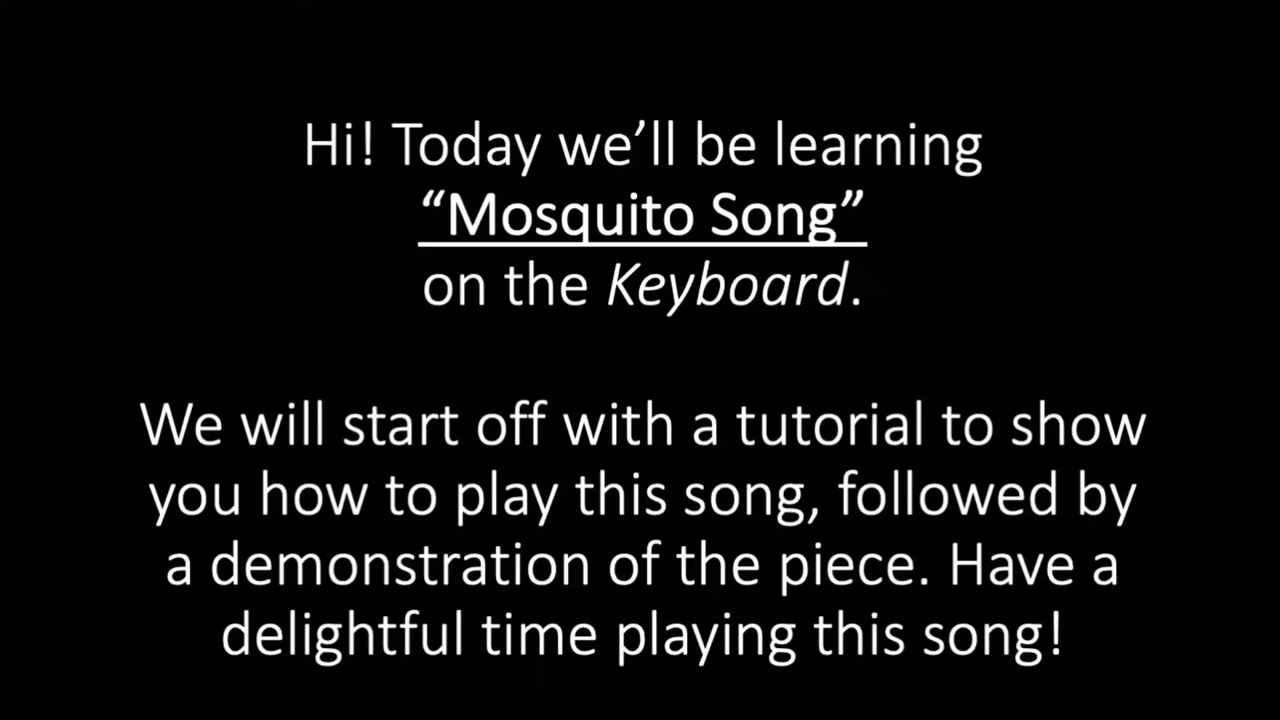 Hi! Today we’ll be learning
“Mosquito Song”
on the Keyboard.
We will start off with a tutorial to show
you how to play this song, followed by
a demonstration of the piece. Have a
delightful time playing this song!